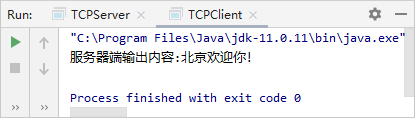 Run: TCPServer × TCPClient ×
"C:\Program Files\Java\jdk-11.0.11\bin\java.exe"
服务器端输出内容:北京欢迎你!
Process finished with exit code 0